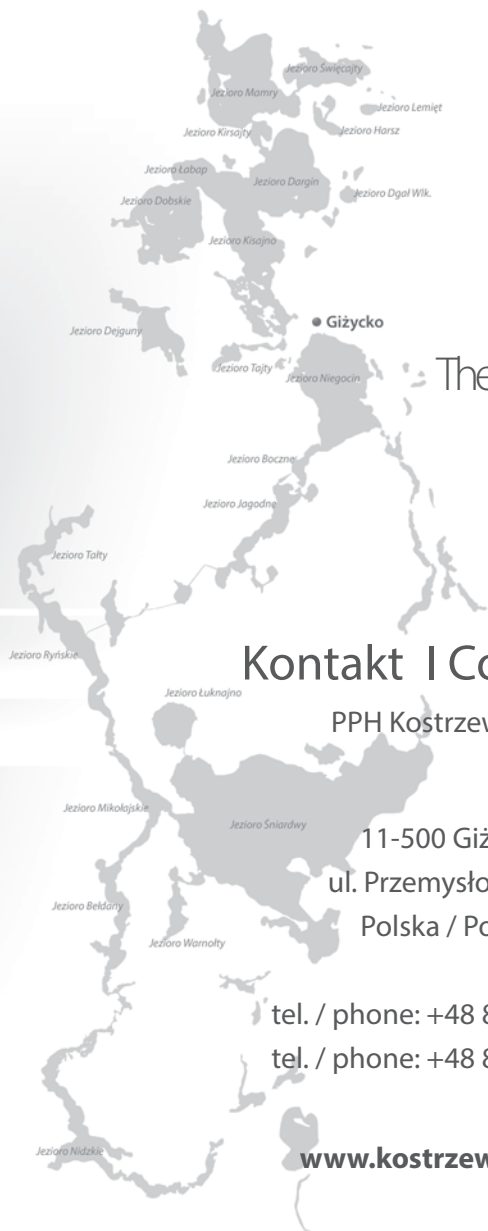 Jezioro Święcajty
Jezioro Mamry
Jezioro Lemięt
Jezioro Kirsajty
Jezioro Harsz
Jezioro Łabap
Jezioro Dargin
Jezioro Dobskie
Jezioro Dgał Wlk.
Jezioro Kisajno
Giżycko
Jezioro Dejguny
Jezioro Tajty
Jezioro Niegocin
The
Jezioro Boczne
Jezioro Jagodne
Jezioro Tałty
Jezioro Ryńskie
Kontakt I Co
Jezioro Łuknajno
PPH Kostrzew
Jezioro Mikołajskie
Jezioro Śniardwy
11-500 Giż
ul. Przemysło
Jezioro Bełdany
Polska / Po
Jezioro Warnołty
tel. / phone: +48 8
tel. / phone: +48 8
Jezioro Nidzkie
www.kostrzew